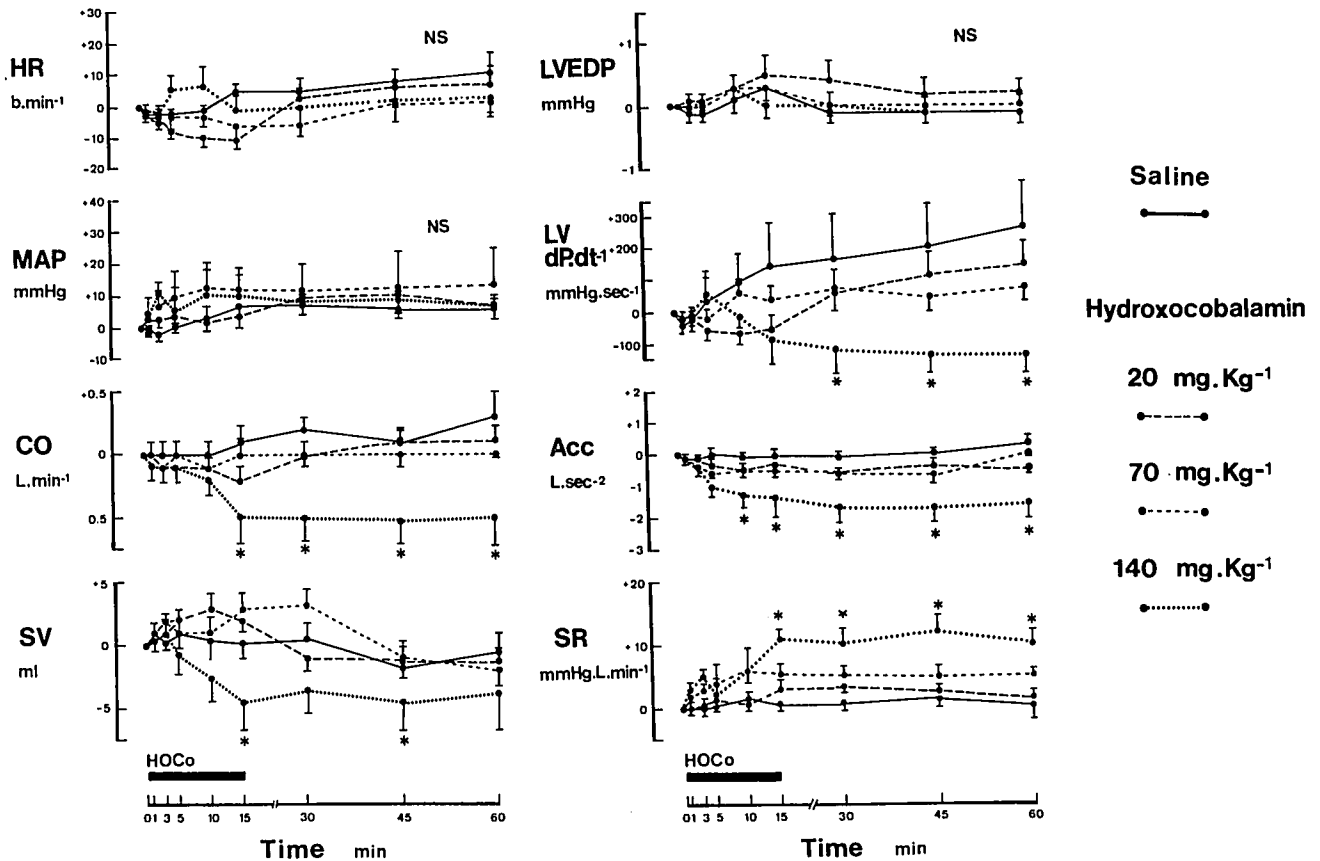 HR
b.min⁻¹
+30
+20
+10
0
-10
-20
NS
MAP
mmHg
+40
+30
+20
+10
0
-10
NS
CO
L.min⁻¹
+0.5
0
0.5
* * * *
SV
ml
+5
0
-5
* *
HOCo
01 3 5 10 15 30 45 60
Time min
LVEDP
mmHg
+1
0
-1
NS
LV
dP.dt⁻¹
mmHg.sec⁻¹
+300
+200
+100
0
-100
* * *
Acc
L.sec⁻²
+2
+1
0
-1
-2
-3
* * * * *
SR
mmHg.L.min⁻¹
+20
+10
0
* * * *
HOCo
01 3 5 10 15 30 45 60
Time min
Saline
Hydroxocobalamin
20 mg.Kg⁻¹
70 mg.Kg⁻¹
140 mg.Kg⁻¹